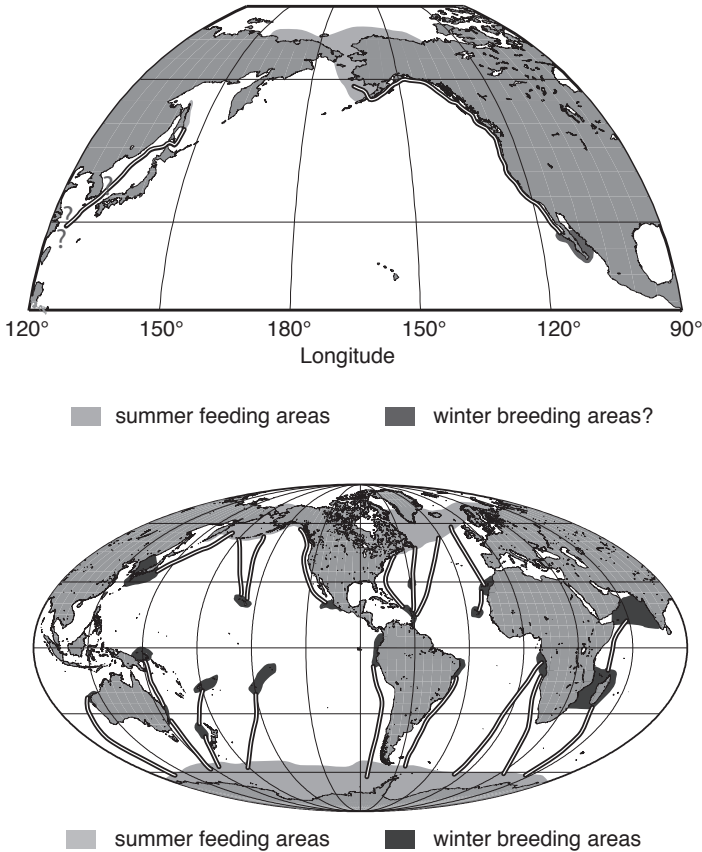 ?
?
?
120° 150° 180° 150° 120° 90°
Longitude
summer feeding areas winter breeding areas?
summer feeding areas winter breeding areas